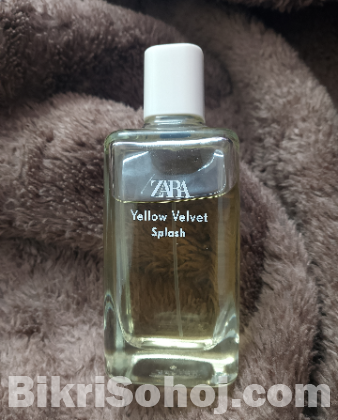 ZARA
Yellow Velvet
Splash
BikriSohoj.com